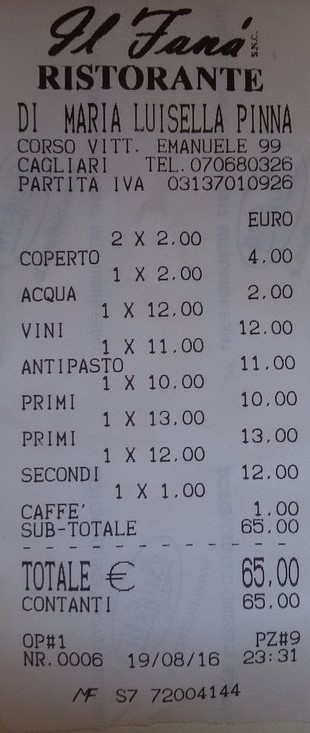 Il Fanà S.N.C.
RISTORANTE
DI MARIA LUISELLA PINNA
CORSO VITT. EMANUELE 99
CAGLIARI TEL. 070680326
PARTITA IVA 03137010926
EURO
2 X 2.00
COPERTO 4.00
1 X 2.00
ACQUA 2.00
1 X 12.00
VINI 12.00
1 X 11.00
ANTIPASTO 11.00
1 X 10.00
PRIMI 10.00
1 X 13.00
PRIMI 13.00
1 X 12.00
SECONDI 12.00
1 X 1.00
CAFFE' 1.00
SUB-TOTALE 65.00
TOTALE € 65,00
CONTANTI 65.00
OP#1 PZ#9
NR.0006 19/08/16 23:31
MF S7 72004144